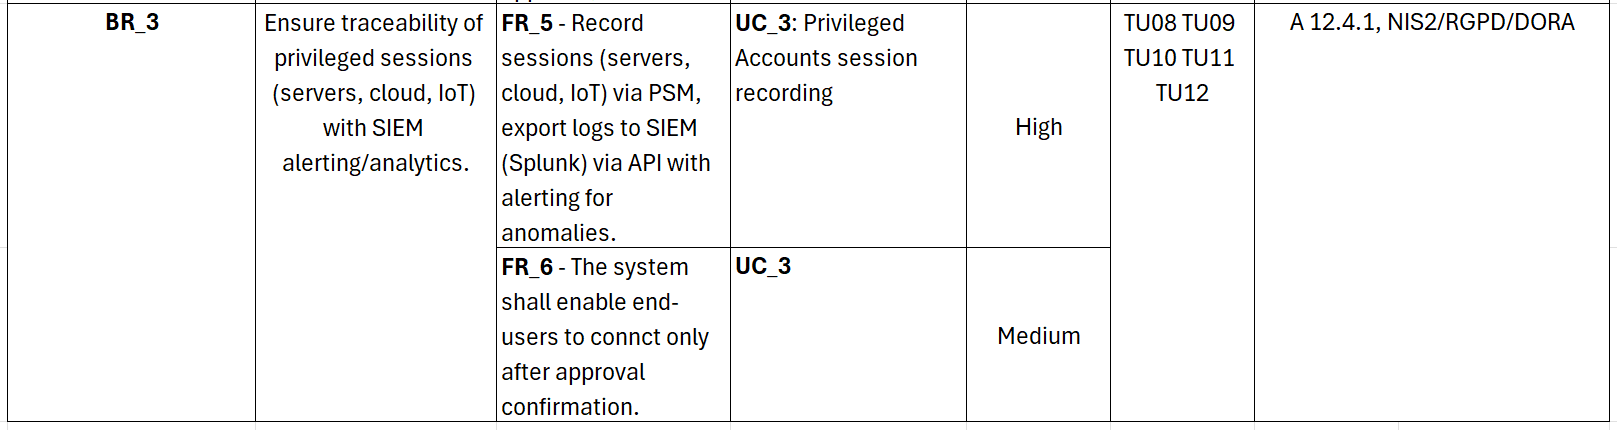 BR_3
Ensure traceability of
privileged sessions
(servers, cloud, IoT)
with SIEM
alerting/analytics.
FR_5 - Record
sessions (servers,
cloud, IoT) via PSM,
export logs to SIEM
(Splunk) via API with
alerting for
anomalies.
UC_3: Privileged
Accounts session
recording
High
TU08 TU09
TU10 TU11
TU12
A 12.4.1, NIS2/RGPD/DORA
FR_6 - The system
shall enable end-
users to connct only
after approval
confirmation.
UC_3
Medium